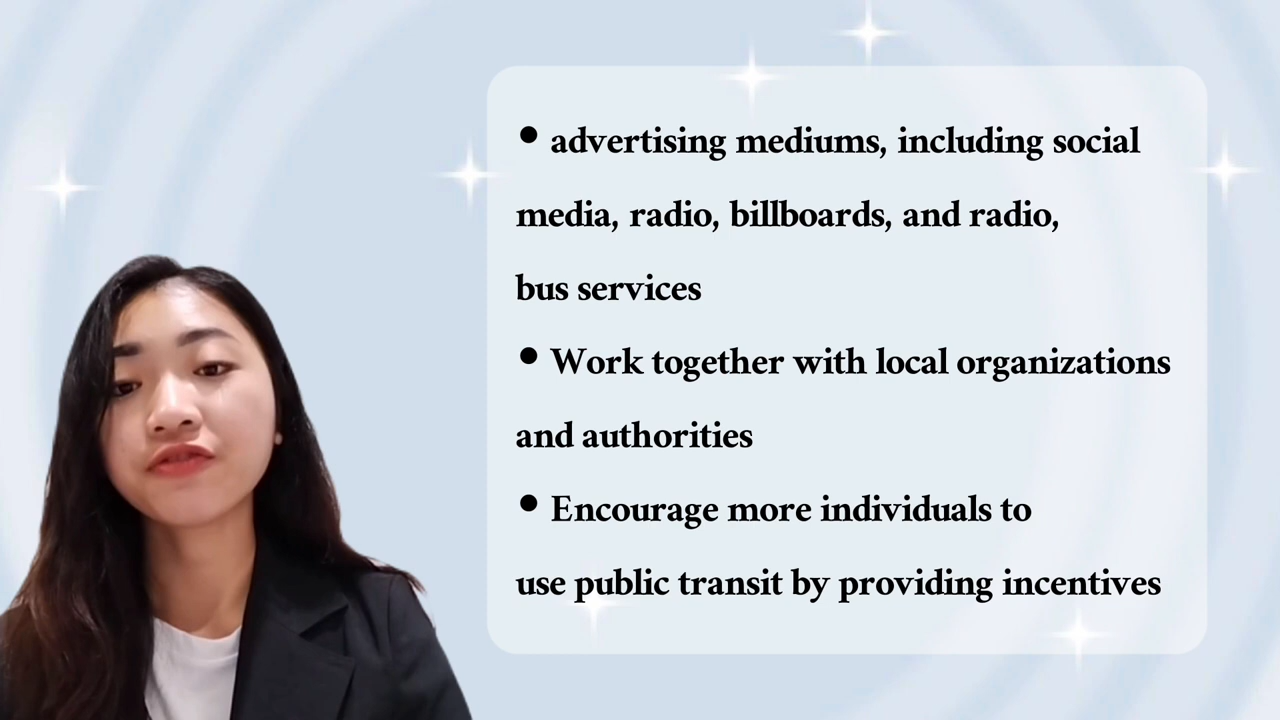 • advertising mediums, including social
media, radio, billboards, and radio,
bus services
• Work together with local organizations
and authorities
• Encourage more individuals to
use public transit by providing incentives